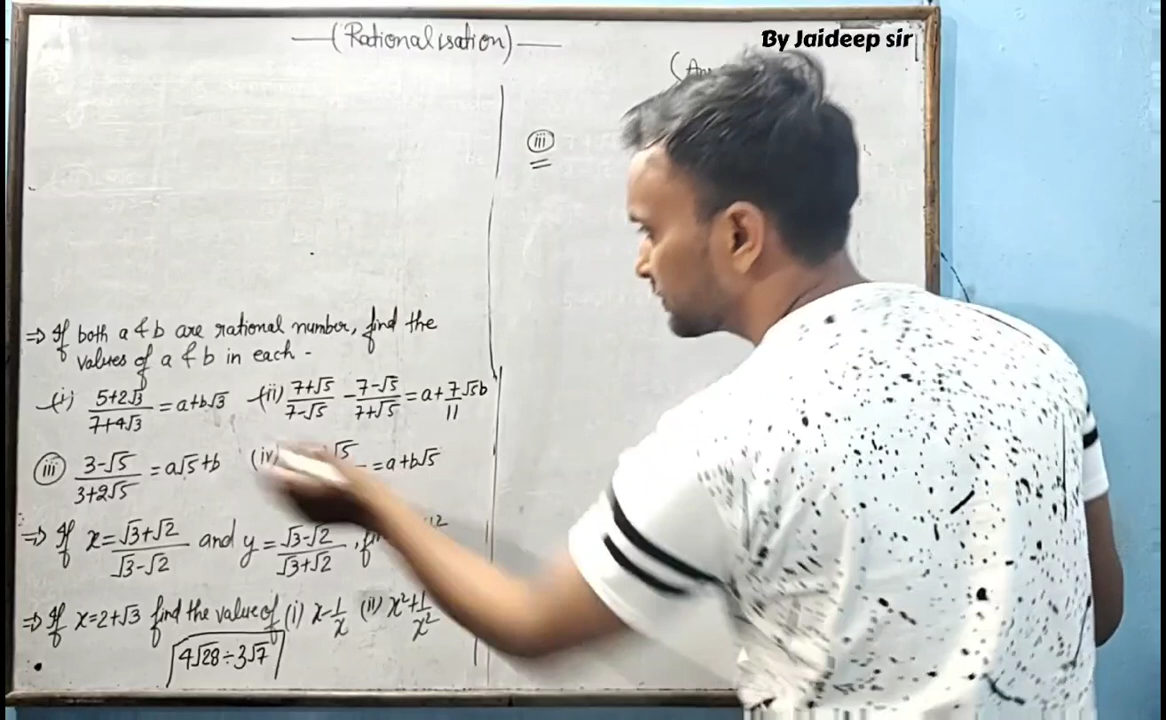 (Rationalisation)
By Jaideep sir
(iii)
⇒ If both a & b are rational number, find the
values of a & b in each -
(i) 5+2√3/7+4√3 = a+b√3 (ii) 7+√5/7-√5 - 7-√5/7+√5 = a+7/11√5b
(iii) 3-√5/3+2√5 = a√5+b (iv) √5 = a+b√5
⇒ If x = √3+√2/√3-√2 and y = √3-√2/√3+√2,
⇒ If x=2+√3 find the value of (i) x-1/x (ii) x²+1/x²
4√28÷3√7